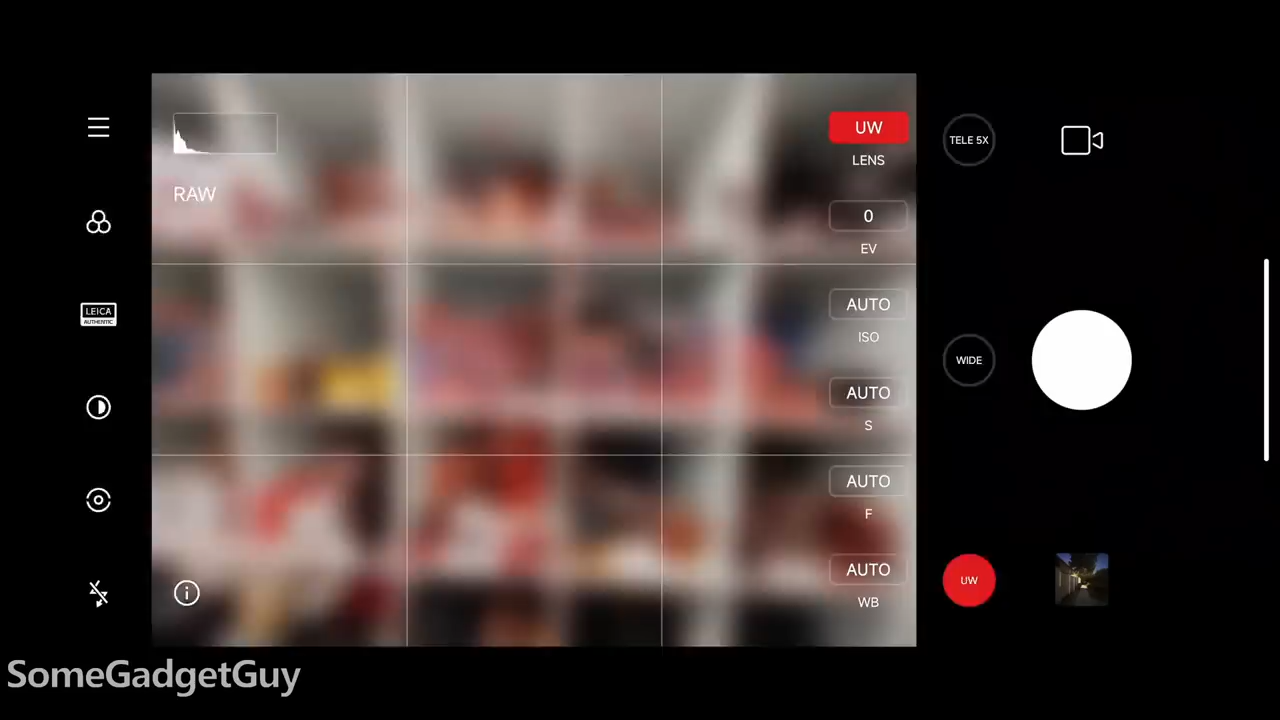 RAW
LEICA
AUTHENTIC
UW
LENS
0
EV
AUTO
ISO
AUTO
S
AUTO
F
AUTO
WB
TELE 5X
WIDE
UW
SomeGadgetGuy